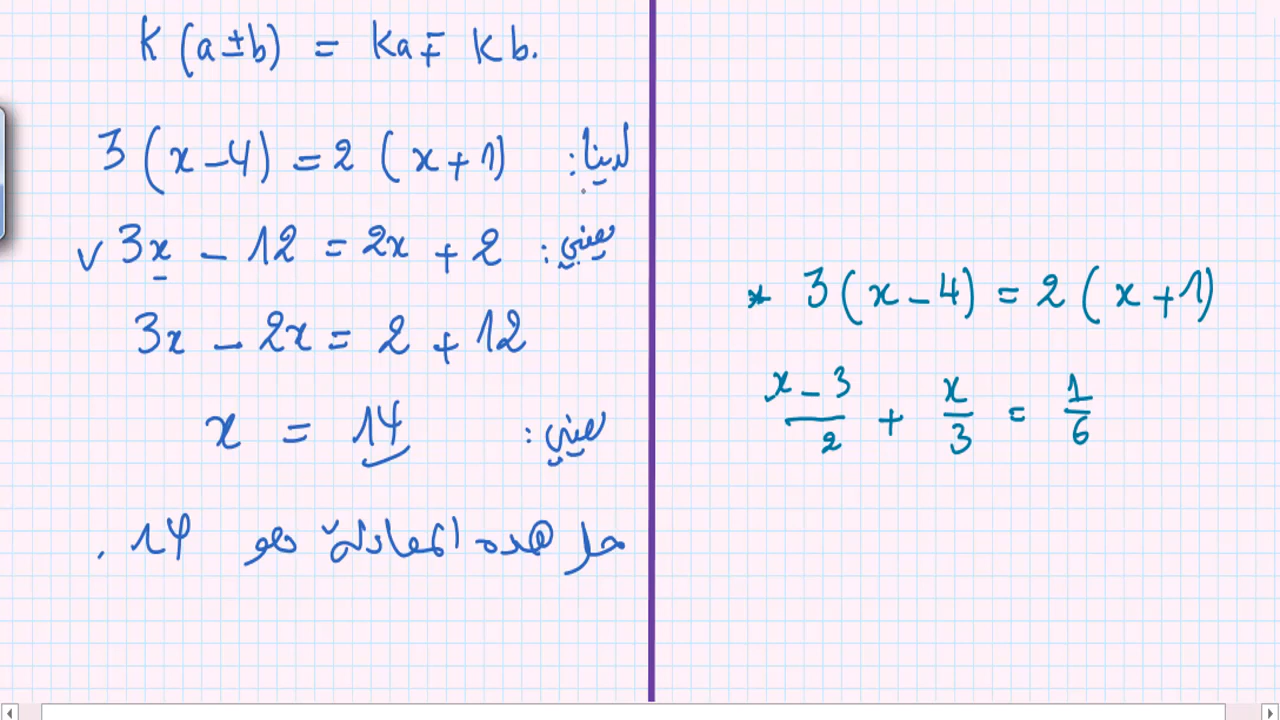 k (a ± b) = ka ∓ kb.
لدينا: 3 (x - 4) = 2 (x + 1)
يعني: 3x - 12 = 2x + 2 ✓
3x - 2x = 2 + 12
يعني: x = 14
حل هده المعادلة هو 14 .
* 3 (x - 4) = 2 (x + 1)
(x - 3)/2 + x/3 = 1/6